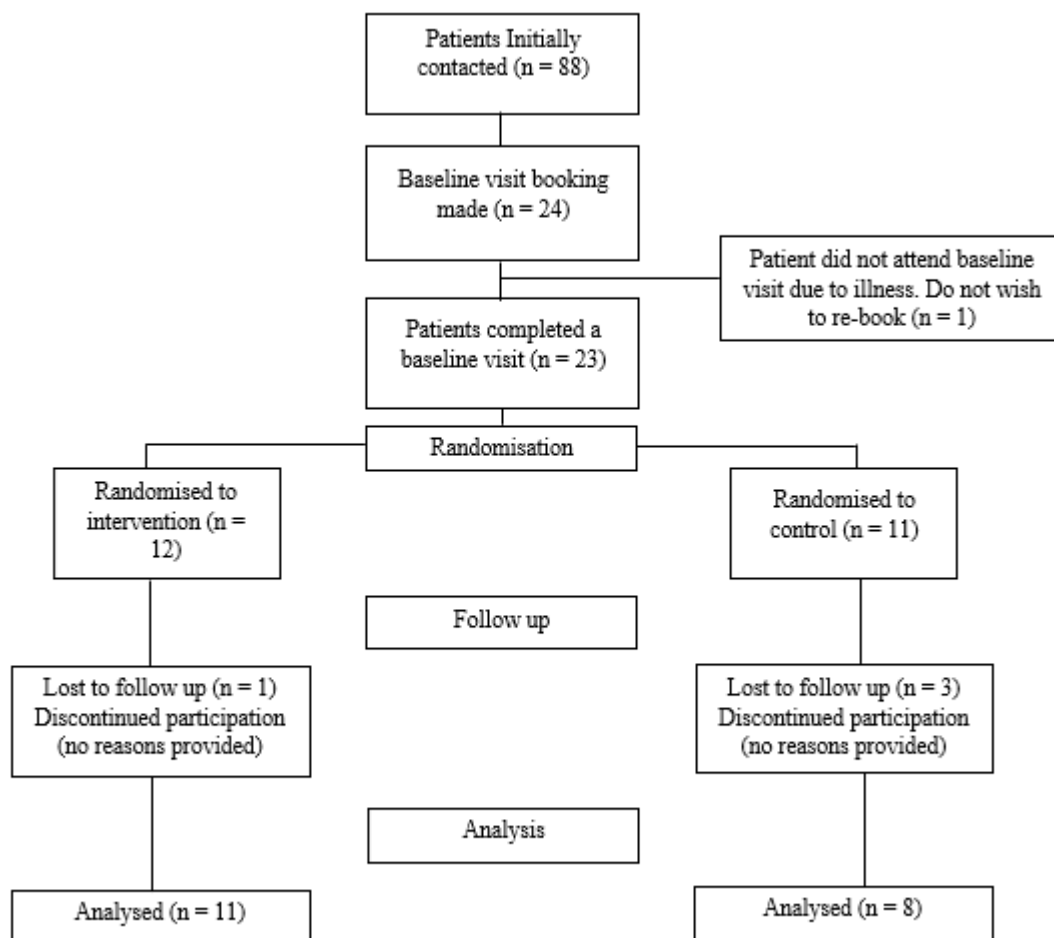 Patients Initially
contacted (n = 88)
Baseline visit booking
made (n = 24)
Patient did not attend baseline
visit due to illness. Do not wish
to re-book (n = 1)
Patients completed a
baseline visit (n = 23)
Randomisation
Randomised to
intervention (n =
12)
Randomised to
control (n = 11)
Follow up
Lost to follow up (n = 1)
Discontinued participation
(no reasons provided)
Lost to follow up (n = 3)
Discontinued participation
(no reasons provided)
Analysis
Analysed (n = 11)
Analysed (n = 8)